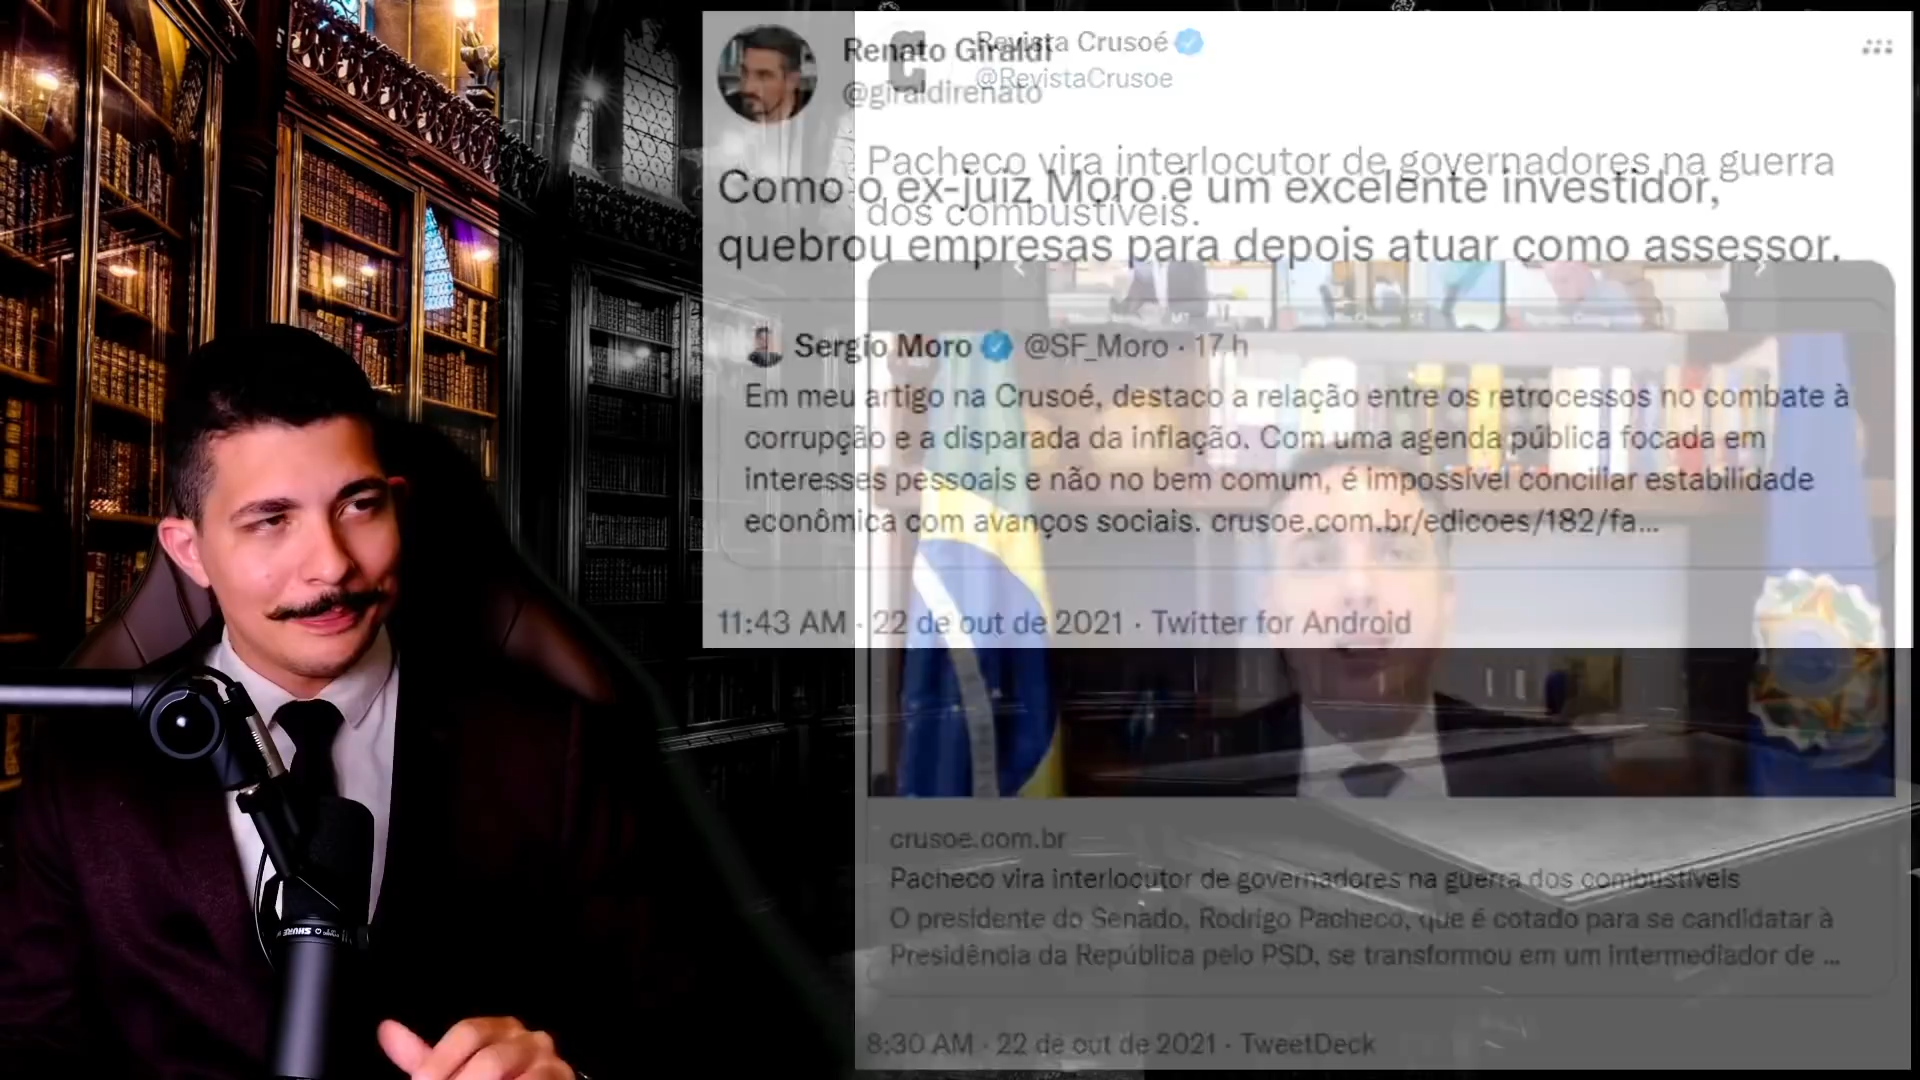 Renato Giraldi
@giraldirenato
Como o ex-juiz Moro é um excelente investidor,
quebrou empresas para depois atuar como assessor.
Sergio Moro @SF_Moro · 17 h
Em meu artigo na Crusoé, destaco a relação entre os retrocessos no combate à
corrupção e a disparada da inflação. Com uma agenda pública focada em
interesses pessoais e não no bem comum, é impossível conciliar estabilidade
econômica com avanços sociais. crusoe.com.br/edicoes/182/fa...
11:43 AM · 22 de out de 2021 · Twitter for Android
Revista Crusoé
@RevistaCrusoe
Pacheco vira interlocutor de governadores na guerra
dos combustíveis.
crusoe.com.br
Pacheco vira interlocutor de governadores na guerra dos combustíveis
O presidente do Senado, Rodrigo Pacheco, que é cotado para se candidatar à
Presidência da República pelo PSD, se transformou em um intermediador de ...
8:30 AM · 22 de out de 2021 · TweetDeck
SHURE